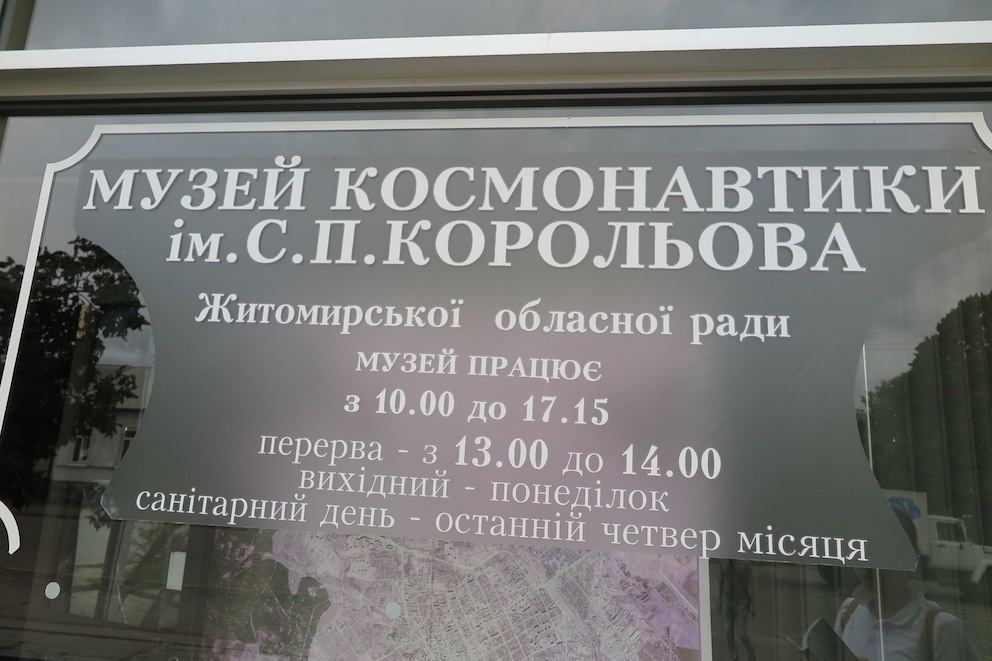 МУЗЕЙ КОСМОНАВТИКИ
ім.С.П.КОРОЛЬОВА
Житомирської обласної ради
МУЗЕЙ ПРАЦЮЄ
з 10.00 до 17.15
перерва - з 13.00 до 14.00
вихідний - понеділок
санітарний день - останній четвер місяця